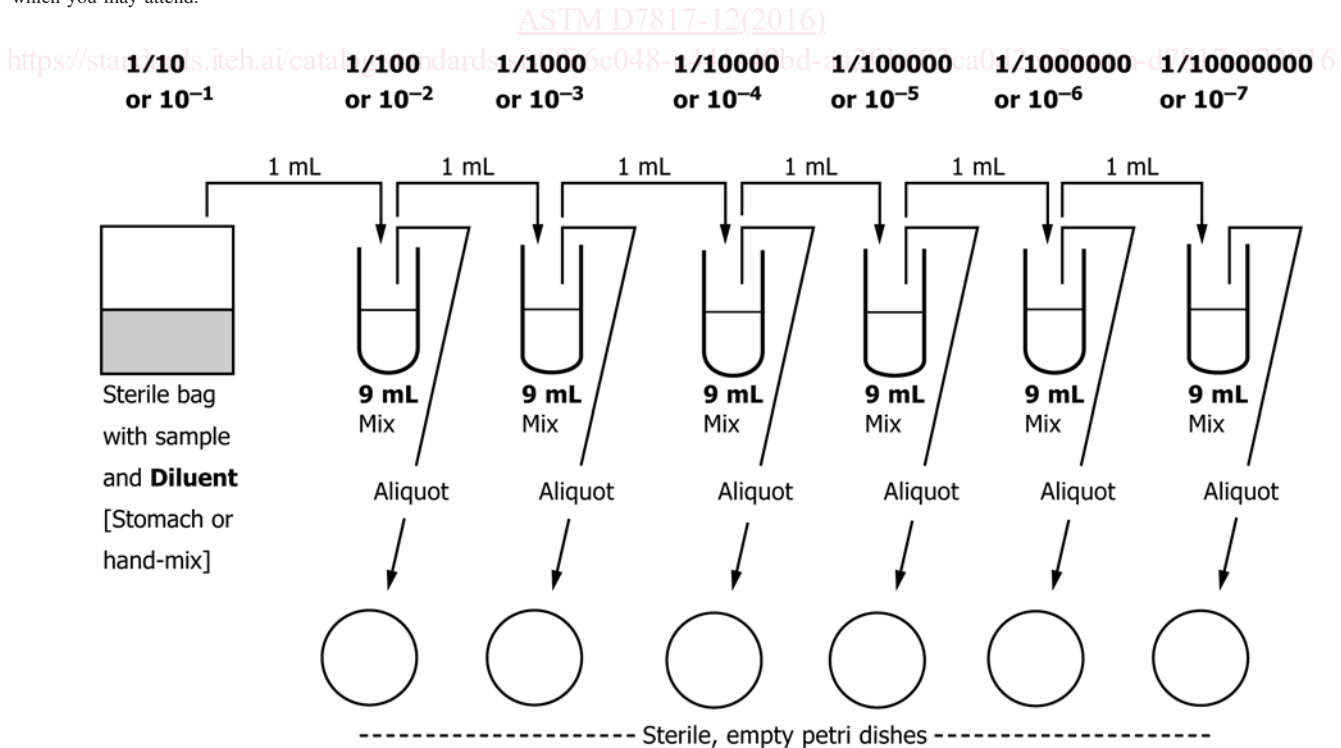 which you may attend.
ASTM D7817-12(2016)
1/10 1/100 1/1000 1/10000 1/100000 1/1000000 1/10000000
or 10⁻¹ or 10⁻² or 10⁻³ or 10⁻⁴ or 10⁻⁵ or 10⁻⁶ or 10⁻⁷
1 mL 1 mL 1 mL 1 mL 1 mL 1 mL
Sterile bag 9 mL 9 mL 9 mL 9 mL 9 mL 9 mL
Mix Mix Mix Mix Mix Mix
with sample
and Diluent
Aliquot Aliquot Aliquot Aliquot Aliquot Aliquot
[Stomach or
hand-mix]
Sterile, empty petri dishes